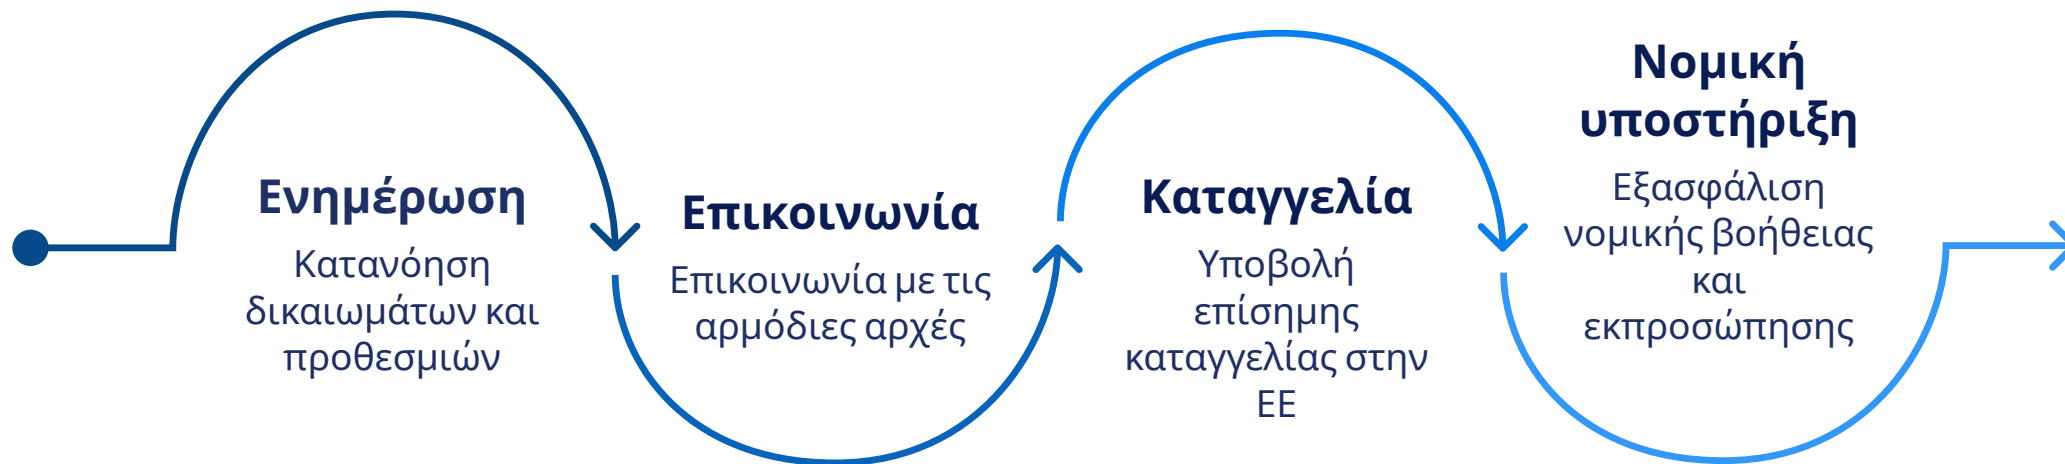 Ενημέρωση
Κατανόηση
δικαιωμάτων και
προθεσμιών
Επικοινωνία
Επικοινωνία με τις
αρμόδιες αρχές
Καταγγελία
Υποβολή
επίσημης
καταγγελίας στην
ΕΕ
Νομική
υποστήριξη
Εξασφάλιση
νομικής βοήθειας
και
εκπροσώπησης